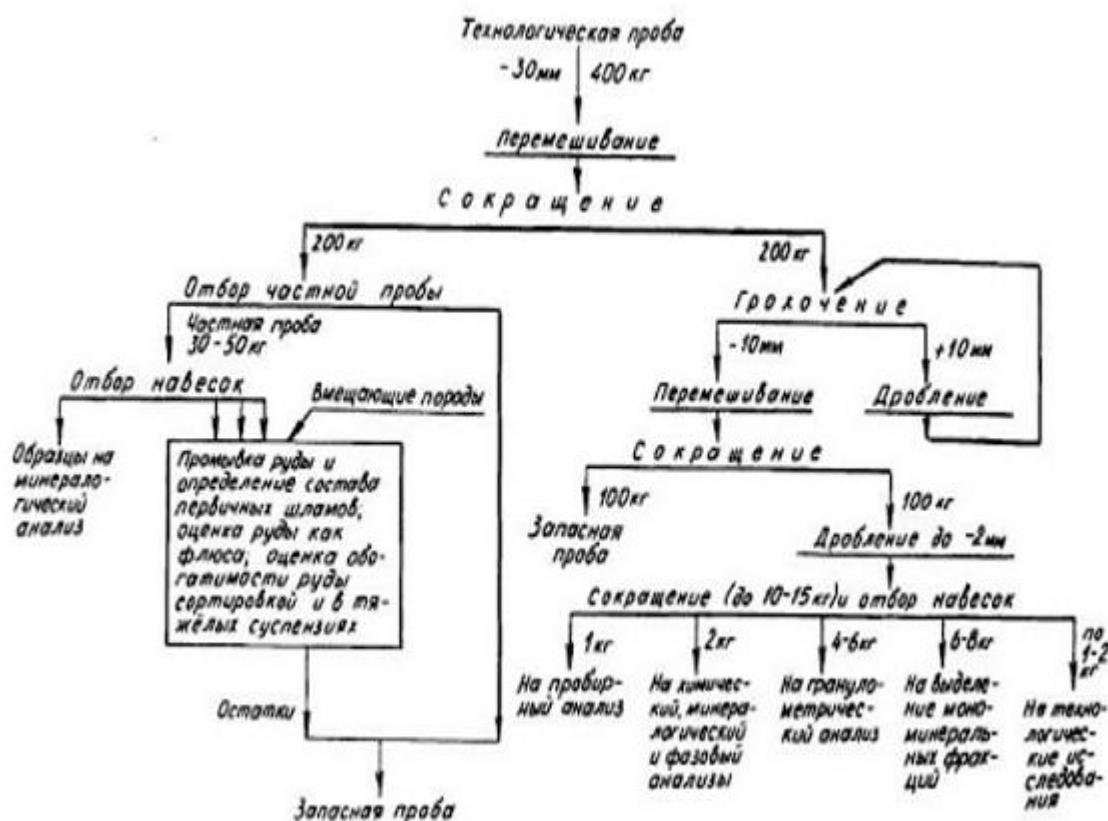 Технологическая проба
-30мм 400кг
Перемешивание
Сокращение
200кг
200кг
Отбор частной пробы
Частная проба
30-50кг
Отбор навесок
Вмещающие породы
Образцы на
минерало-
гический
анализ
Промывка руды и
определение состава
первичных шламов;
оценка руды как
флюса; оценка обо-
гатимости руды
сортировкой и в тя-
жёлых суспензиях
Остатки
Запасная проба
Грохочение
-10мм
+10мм
Перемешивание
Дробление
Сокращение
100кг
100кг
Запасная
проба
Дробление до -2мм
Сокращение (до 10-15кг) и отбор навесок
1кг
2кг
4-6кг
6-8кг
по
1-2
кг
На пробир-
ный анализ
На химичес-
кий, минера-
логический
и фазовый
анализы
На грануло-
метричес-
кий анализ
На выделе-
ние моно-
минераль-
ных фрак-
ций
На техно-
логичес-
кие ис-
следова-
ния